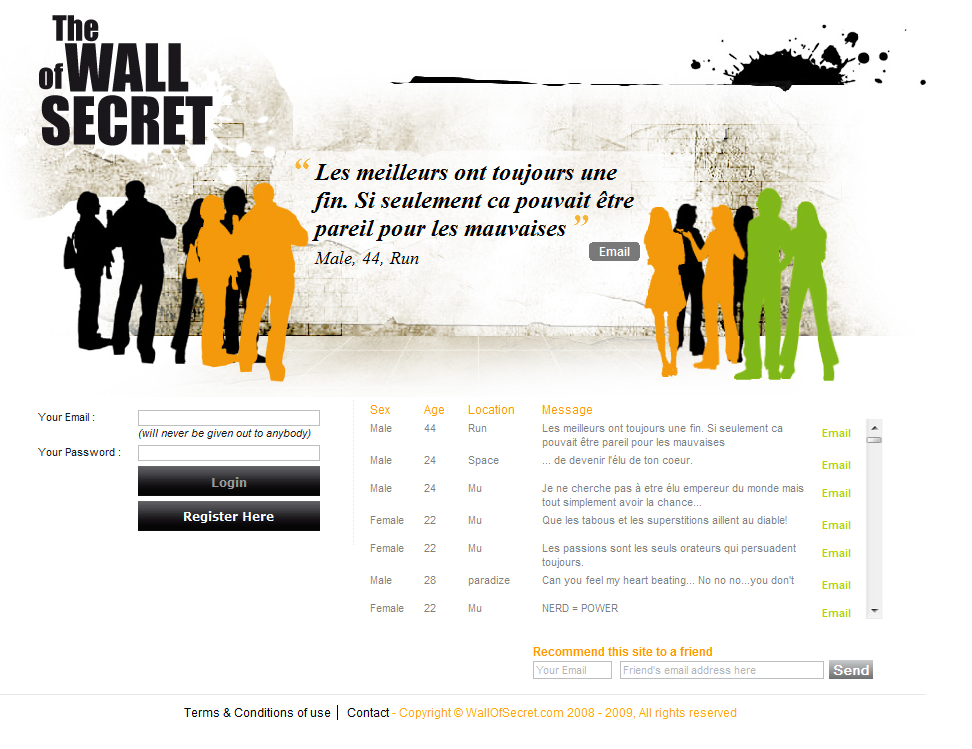 The
of WALL
SECRET
“ Les meilleurs ont toujours une
fin. Si seulement ca pouvait être
pareil pour les mauvaises ”
Email
Male, 44, Run
Your Email :
(will never be given out to anybody)
Your Password :
Login
Register Here
Sex Age Location Message
Male 44 Run Les meilleurs ont toujours une fin. Si seulement ca
pouvait être pareil pour les mauvaises Email
Male 24 Space ... de devenir l'élu de ton coeur. Email
Male 24 Mu Je ne cherche pas à etre élu empereur du monde mais
tout simplement avoir la chance... Email
Female 22 Mu Que les tabous et les superstitions aillent au diable! Email
Female 22 Mu Les passions sont les seuls orateurs qui persuadent
toujours. Email
Male 28 paradize Can you feel my heart beating... No no no...you don't Email
Female 22 Mu NERD = POWER Email
Recommend this site to a friend
Your Email Friend's email address here Send
Terms & Conditions of use | Contact - Copyright © WallOfSecret.com 2008 - 2009, All rights reserved